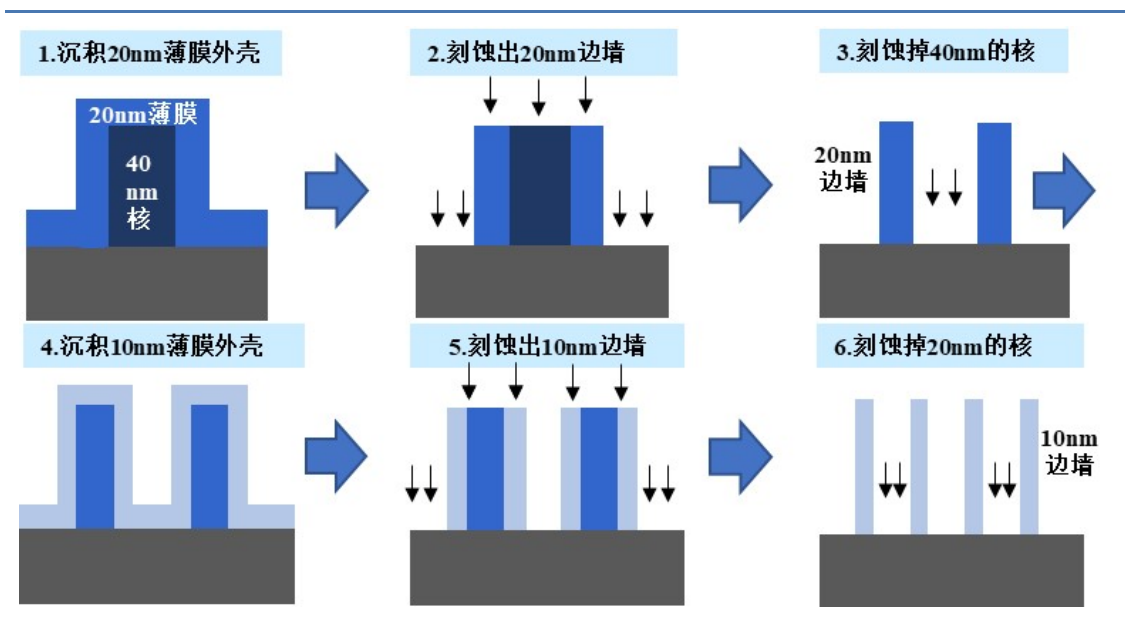 1.沉积20nm薄膜外壳
2.刻蚀出20nm边墙
3.刻蚀掉40nm的核
20nm薄膜
40
nm
核
20nm
边墙
4.沉积10nm薄膜外壳
5.刻蚀出10nm边墙
6.刻蚀掉20nm的核
10nm
边墙